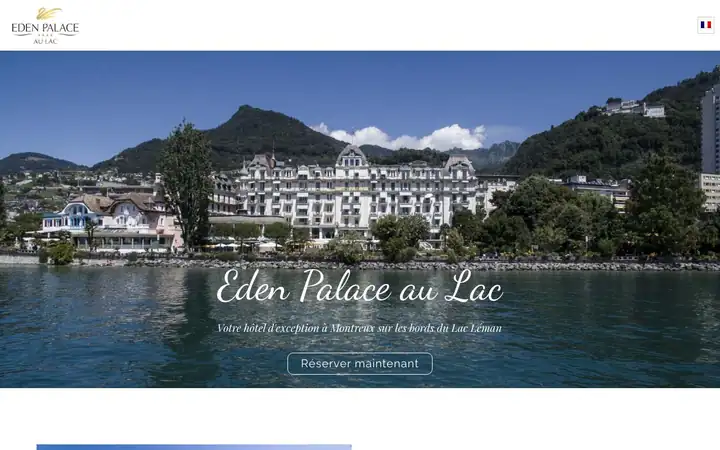 EDEN PALACE
AU LAC
Eden Palace au Lac
Votre hôtel d'exception à Montreux sur les bords du Lac Léman
Réserver maintenant